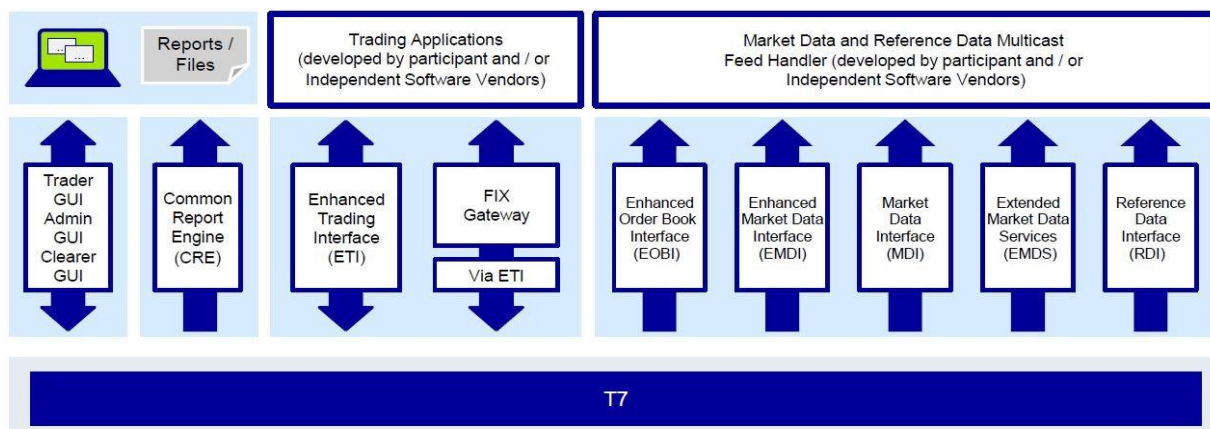 Reports /
Files
Trading Applications
(developed by participant and / or
Independent Software Vendors)
Market Data and Reference Data Multicast
Feed Handler (developed by participant and / or
Independent Software Vendors)
Trader
GUI
Admin
GUI
Clearer
GUI
Common
Report
Engine
(CRE)
Enhanced
Trading
Interface
(ETI)
FIX
Gateway
Via ETI
Enhanced
Order Book
Interface
(EOBI)
Enhanced
Market Data
Interface
(EMDI)
Market
Data
Interface
(MDI)
Extended
Market Data
Services
(EMDS)
Reference
Data
Interface
(RDI)
T7